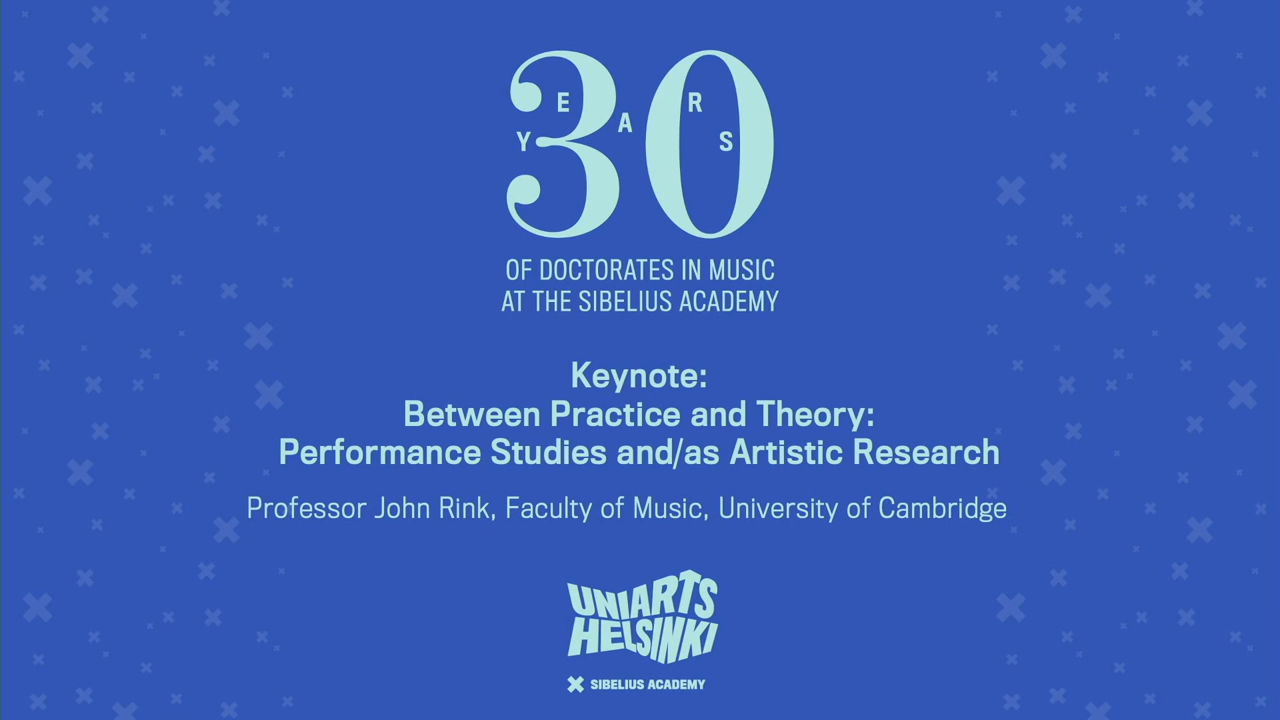 30
YEARS
OF DOCTORATES IN MUSIC
AT THE SIBELIUS ACADEMY
Keynote:
Between Practice and Theory:
Performance Studies and/as Artistic Research
Professor John Rink, Faculty of Music, University of Cambridge
UNIARTS
HELSINKI
SIBELIUS ACADEMY